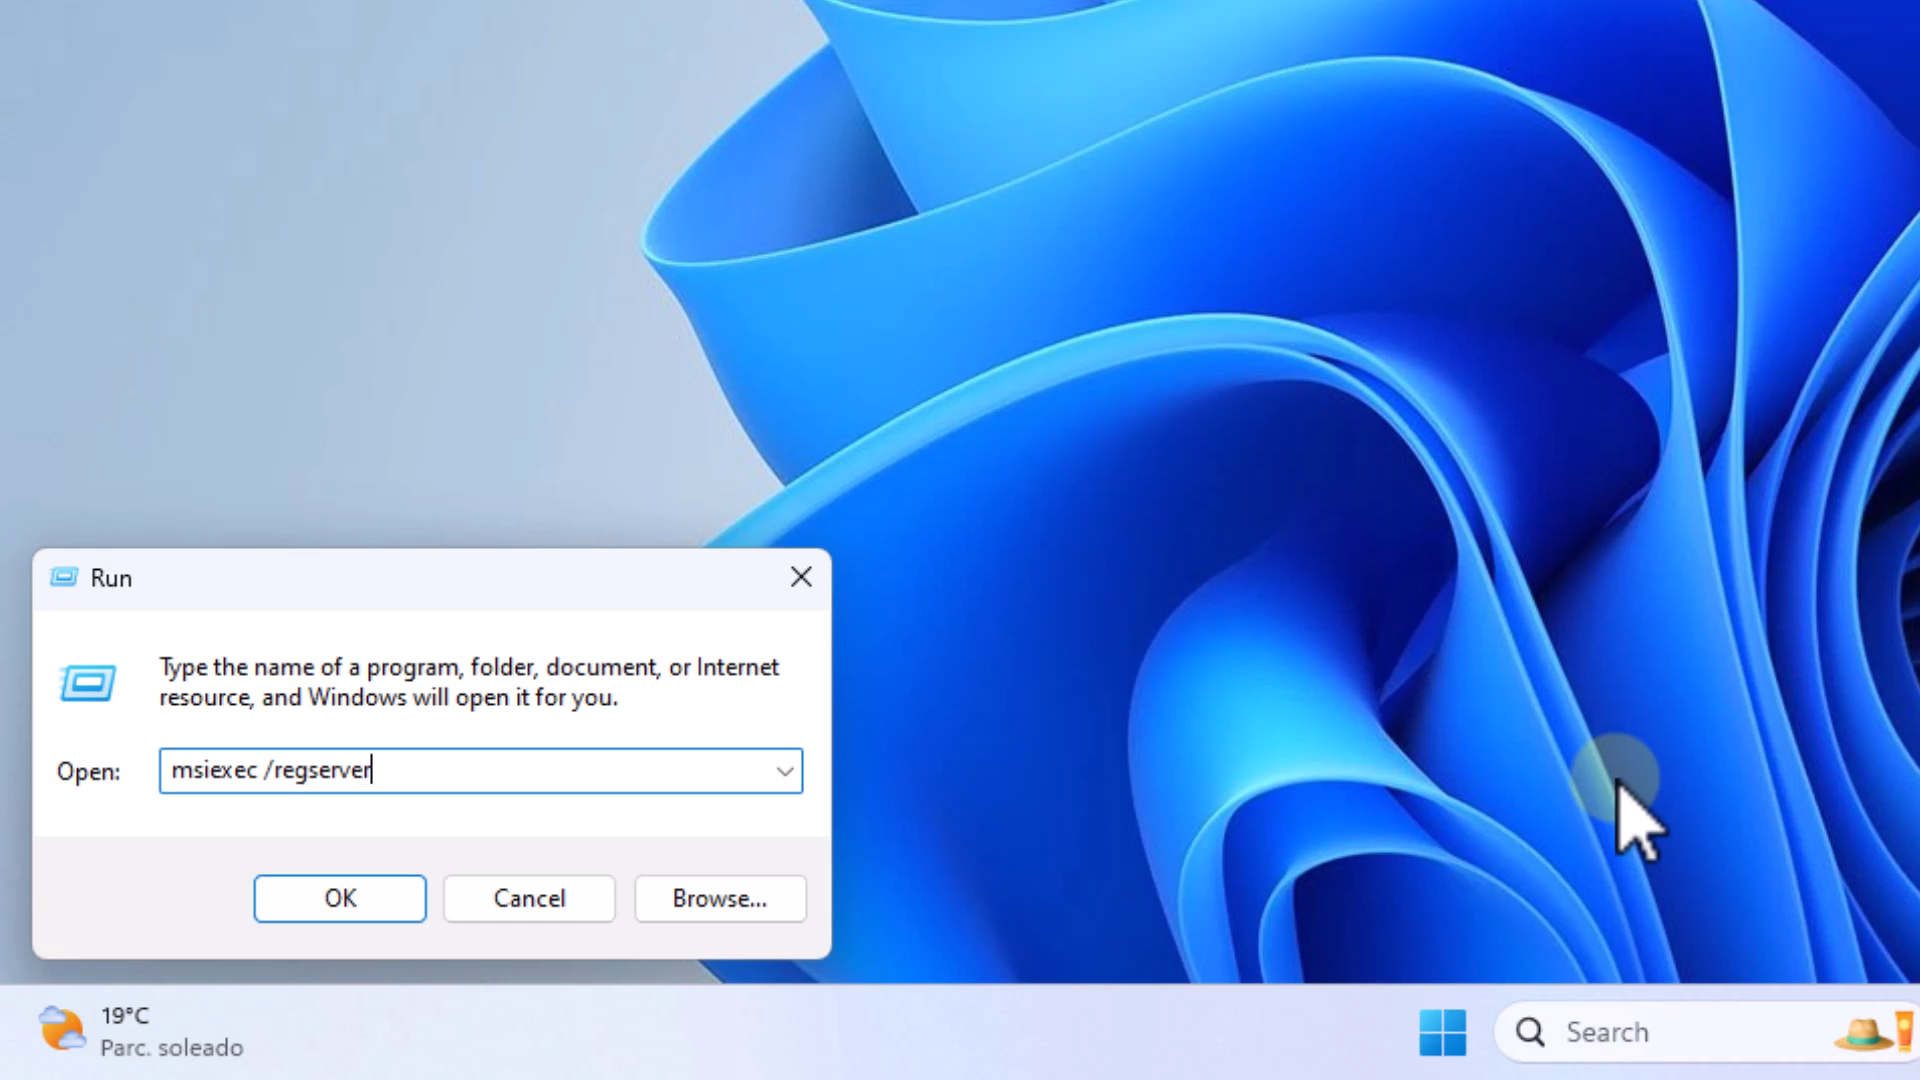 Run
Type the name of a program, folder, document, or Internet
resource, and Windows will open it for you.
Open:
msiexec /regserver
OK
Cancel
Browse...
19°C
Parc. soleado
Search